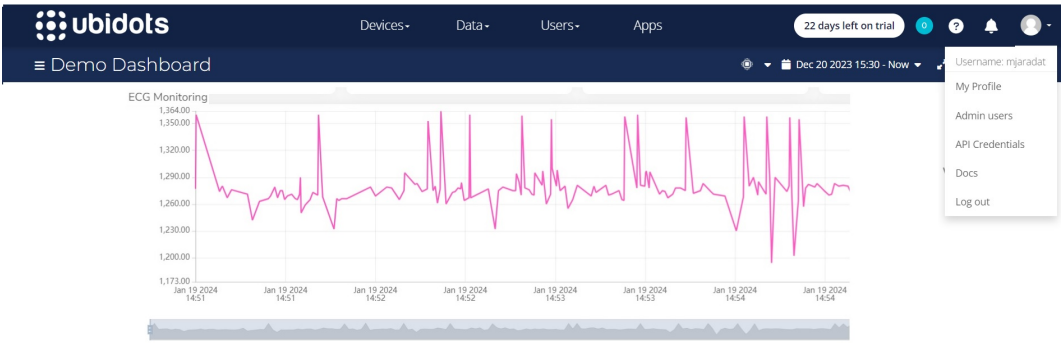 ubidots Devices Data Users Apps 22 days left on trial 0 ?
≡ Demo Dashboard Dec 20 2023 15:30 - Now
Username: mjaradat
My Profile
Admin users
API Credentials
Docs
Log out
ECG Monitoring
1,364.00
1,350.00
1,320.00
1,290.00
1,260.00
1,230.00
1,200.00
1,173.00
Jan 19 2024 Jan 19 2024 Jan 19 2024 Jan 19 2024 Jan 19 2024 Jan 19 2024 Jan 19 2024 Jan 19 2024
14:51 14:51 14:52 14:52 14:53 14:53 14:54 14:54